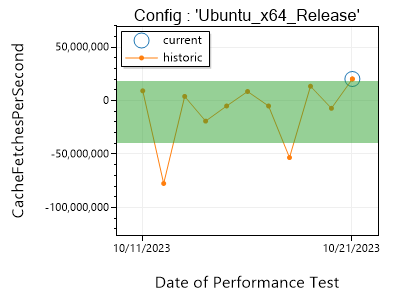 Config : 'Ubuntu_x64_Release'
current
historic
CacheFetchesPerSecond
50,000,000
0
-50,000,000
-100,000,000
10/11/2023
10/21/2023
Date of Performance Test